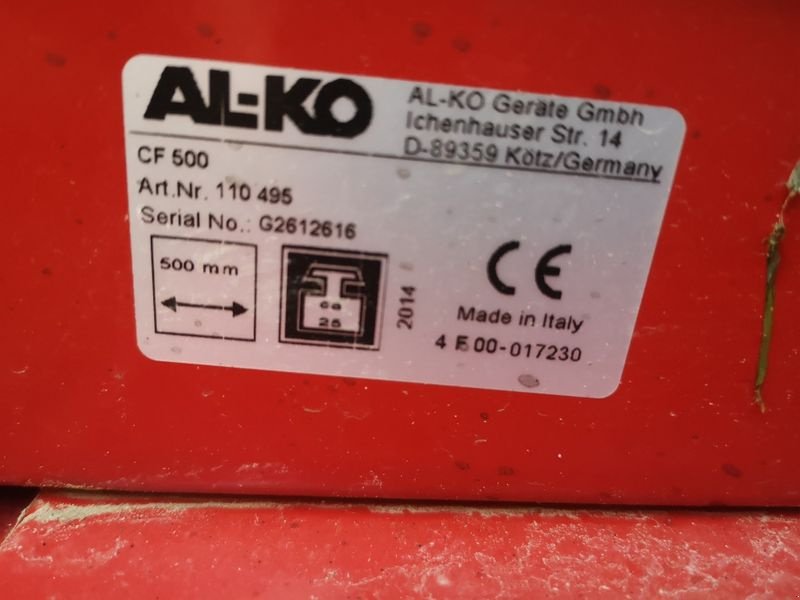 AL-KO
AL-KO Geräte Gmbh
Ichenhauser Str. 14
D-89359 Kötz/Germany
CF 500
Art.Nr. 110 495
Serial No.: G2612616
500 mm
25
2014
CE
Made in Italy
4 F 00-017230